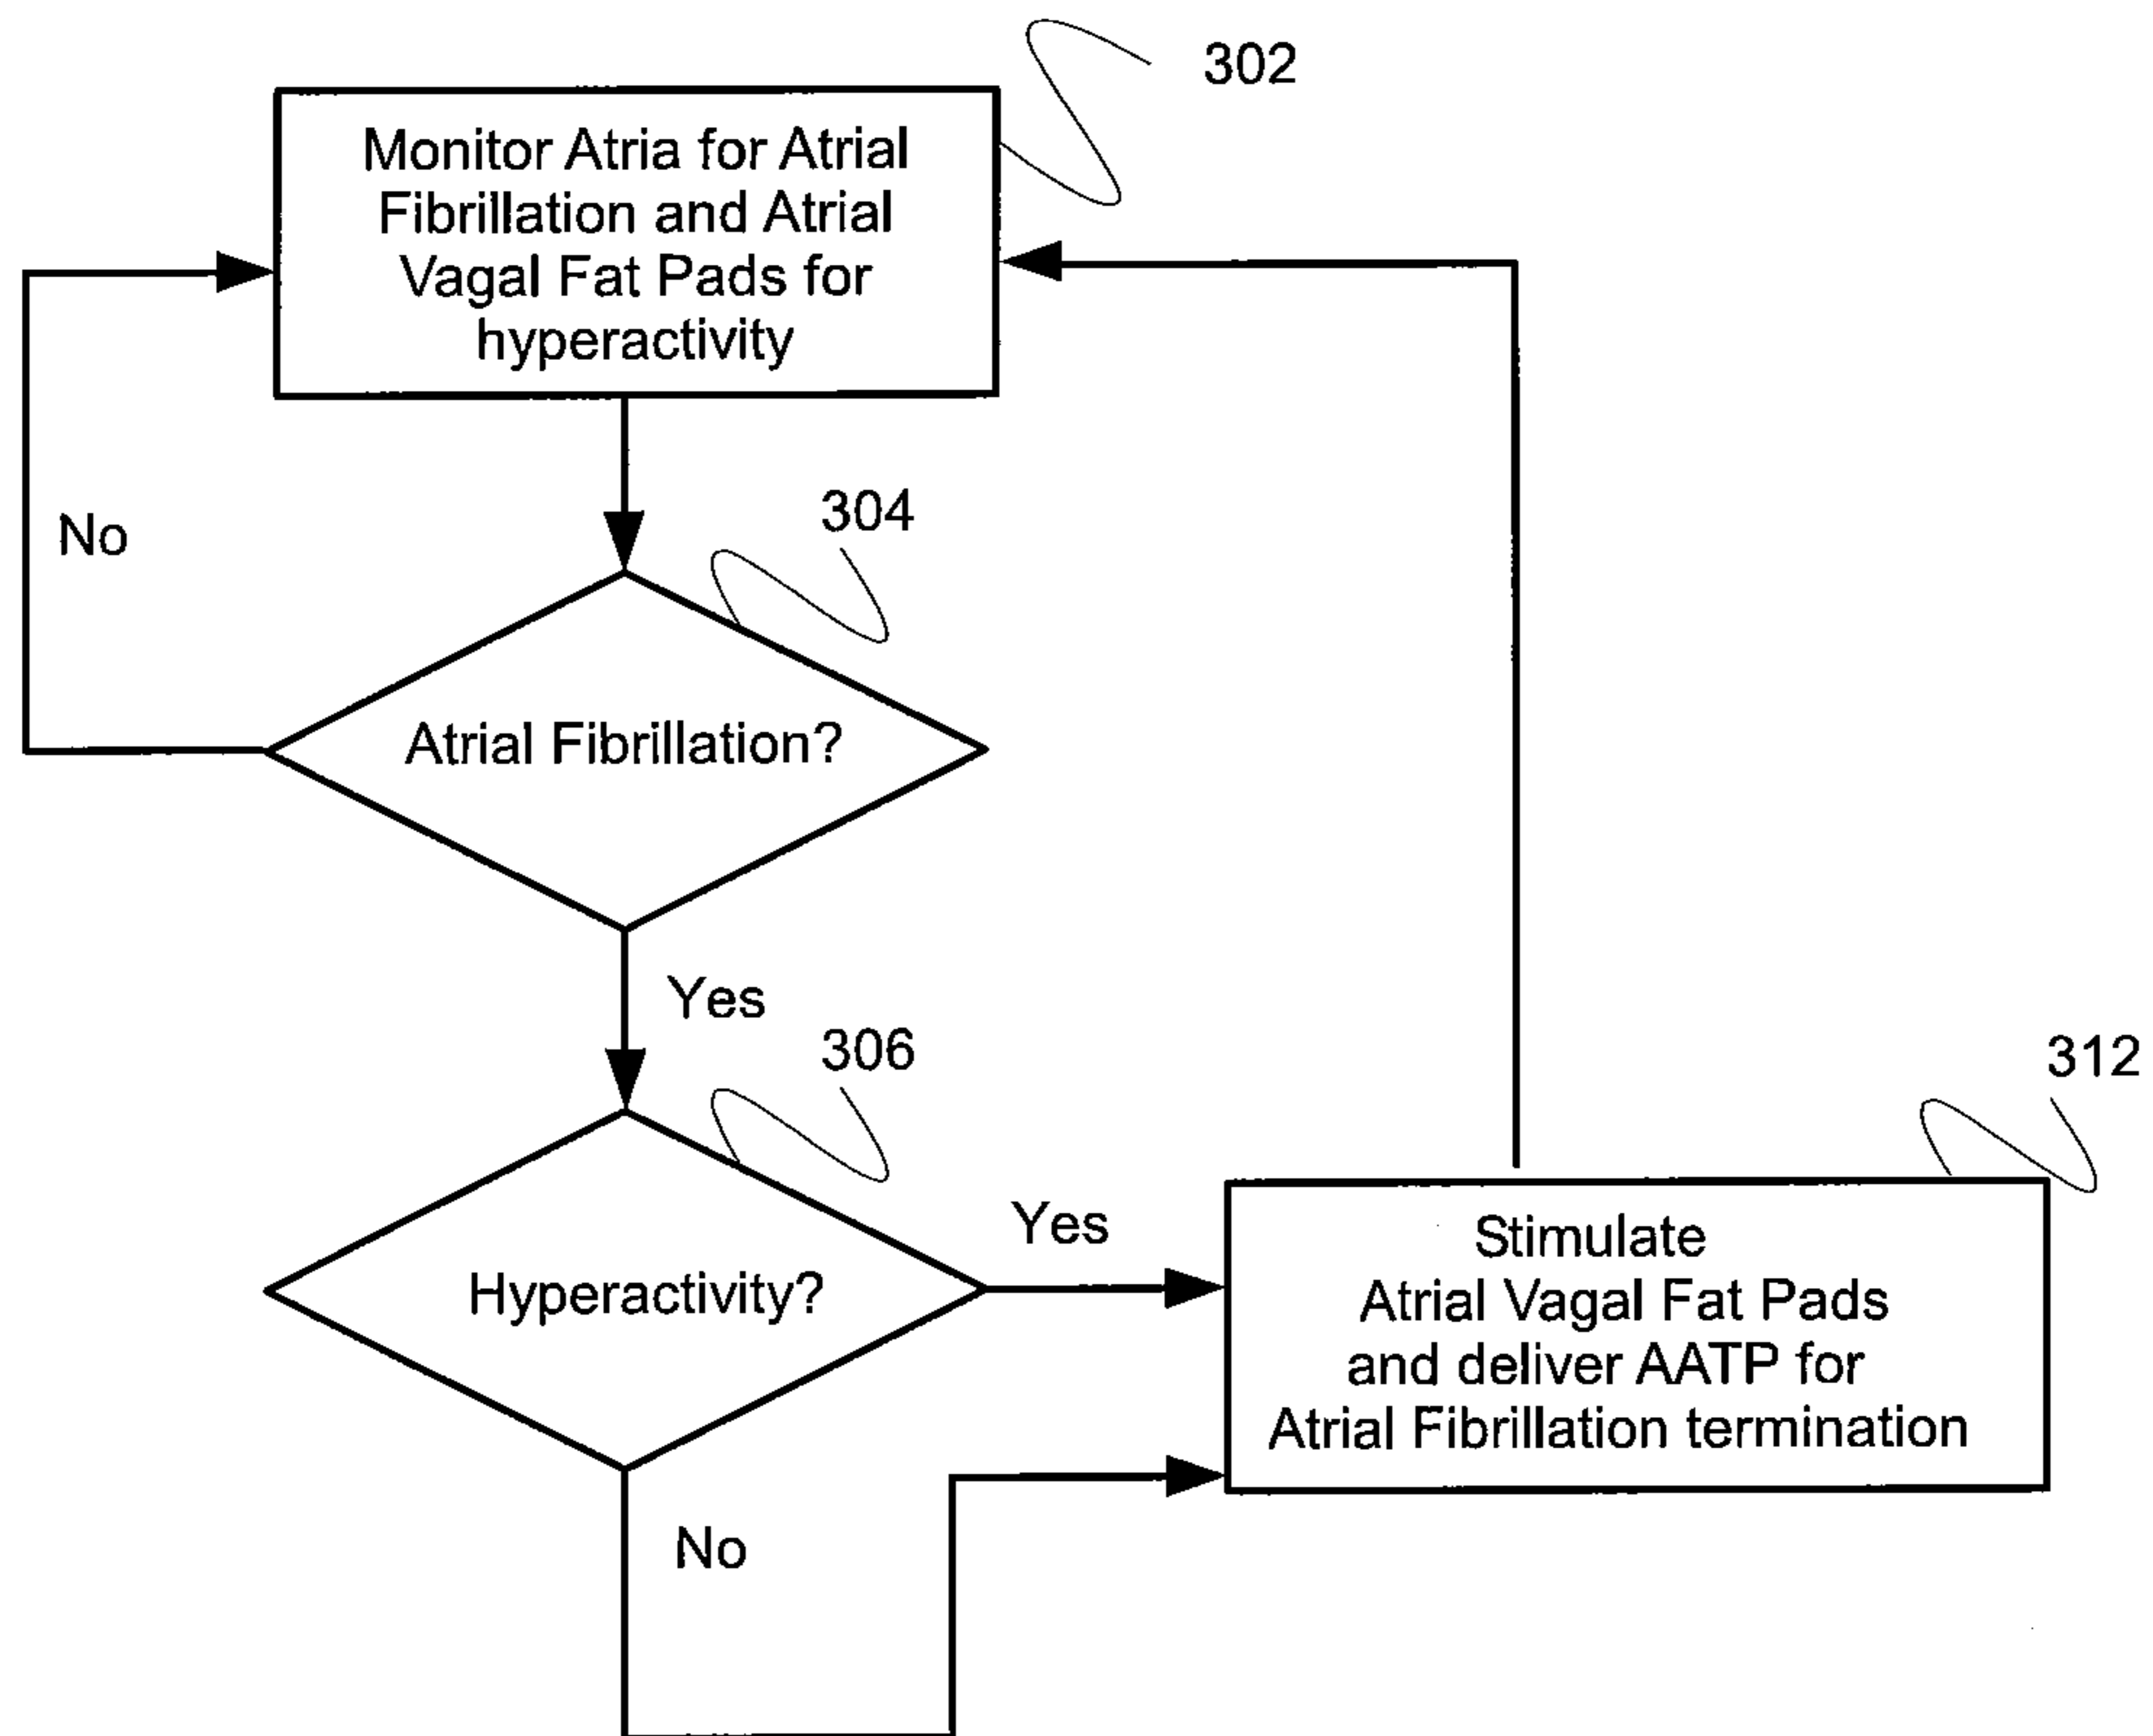 302
Monitor Atria for Atrial
Fibrillation and Atrial
Vagal Fat Pads for
hyperactivity
304
No
Atrial Fibrillation?
Yes
306
312
Yes
Stimulate
Atrial Vagal Fat Pads
and deliver AATP for
Atrial Fibrillation termination
Hyperactivity?
No